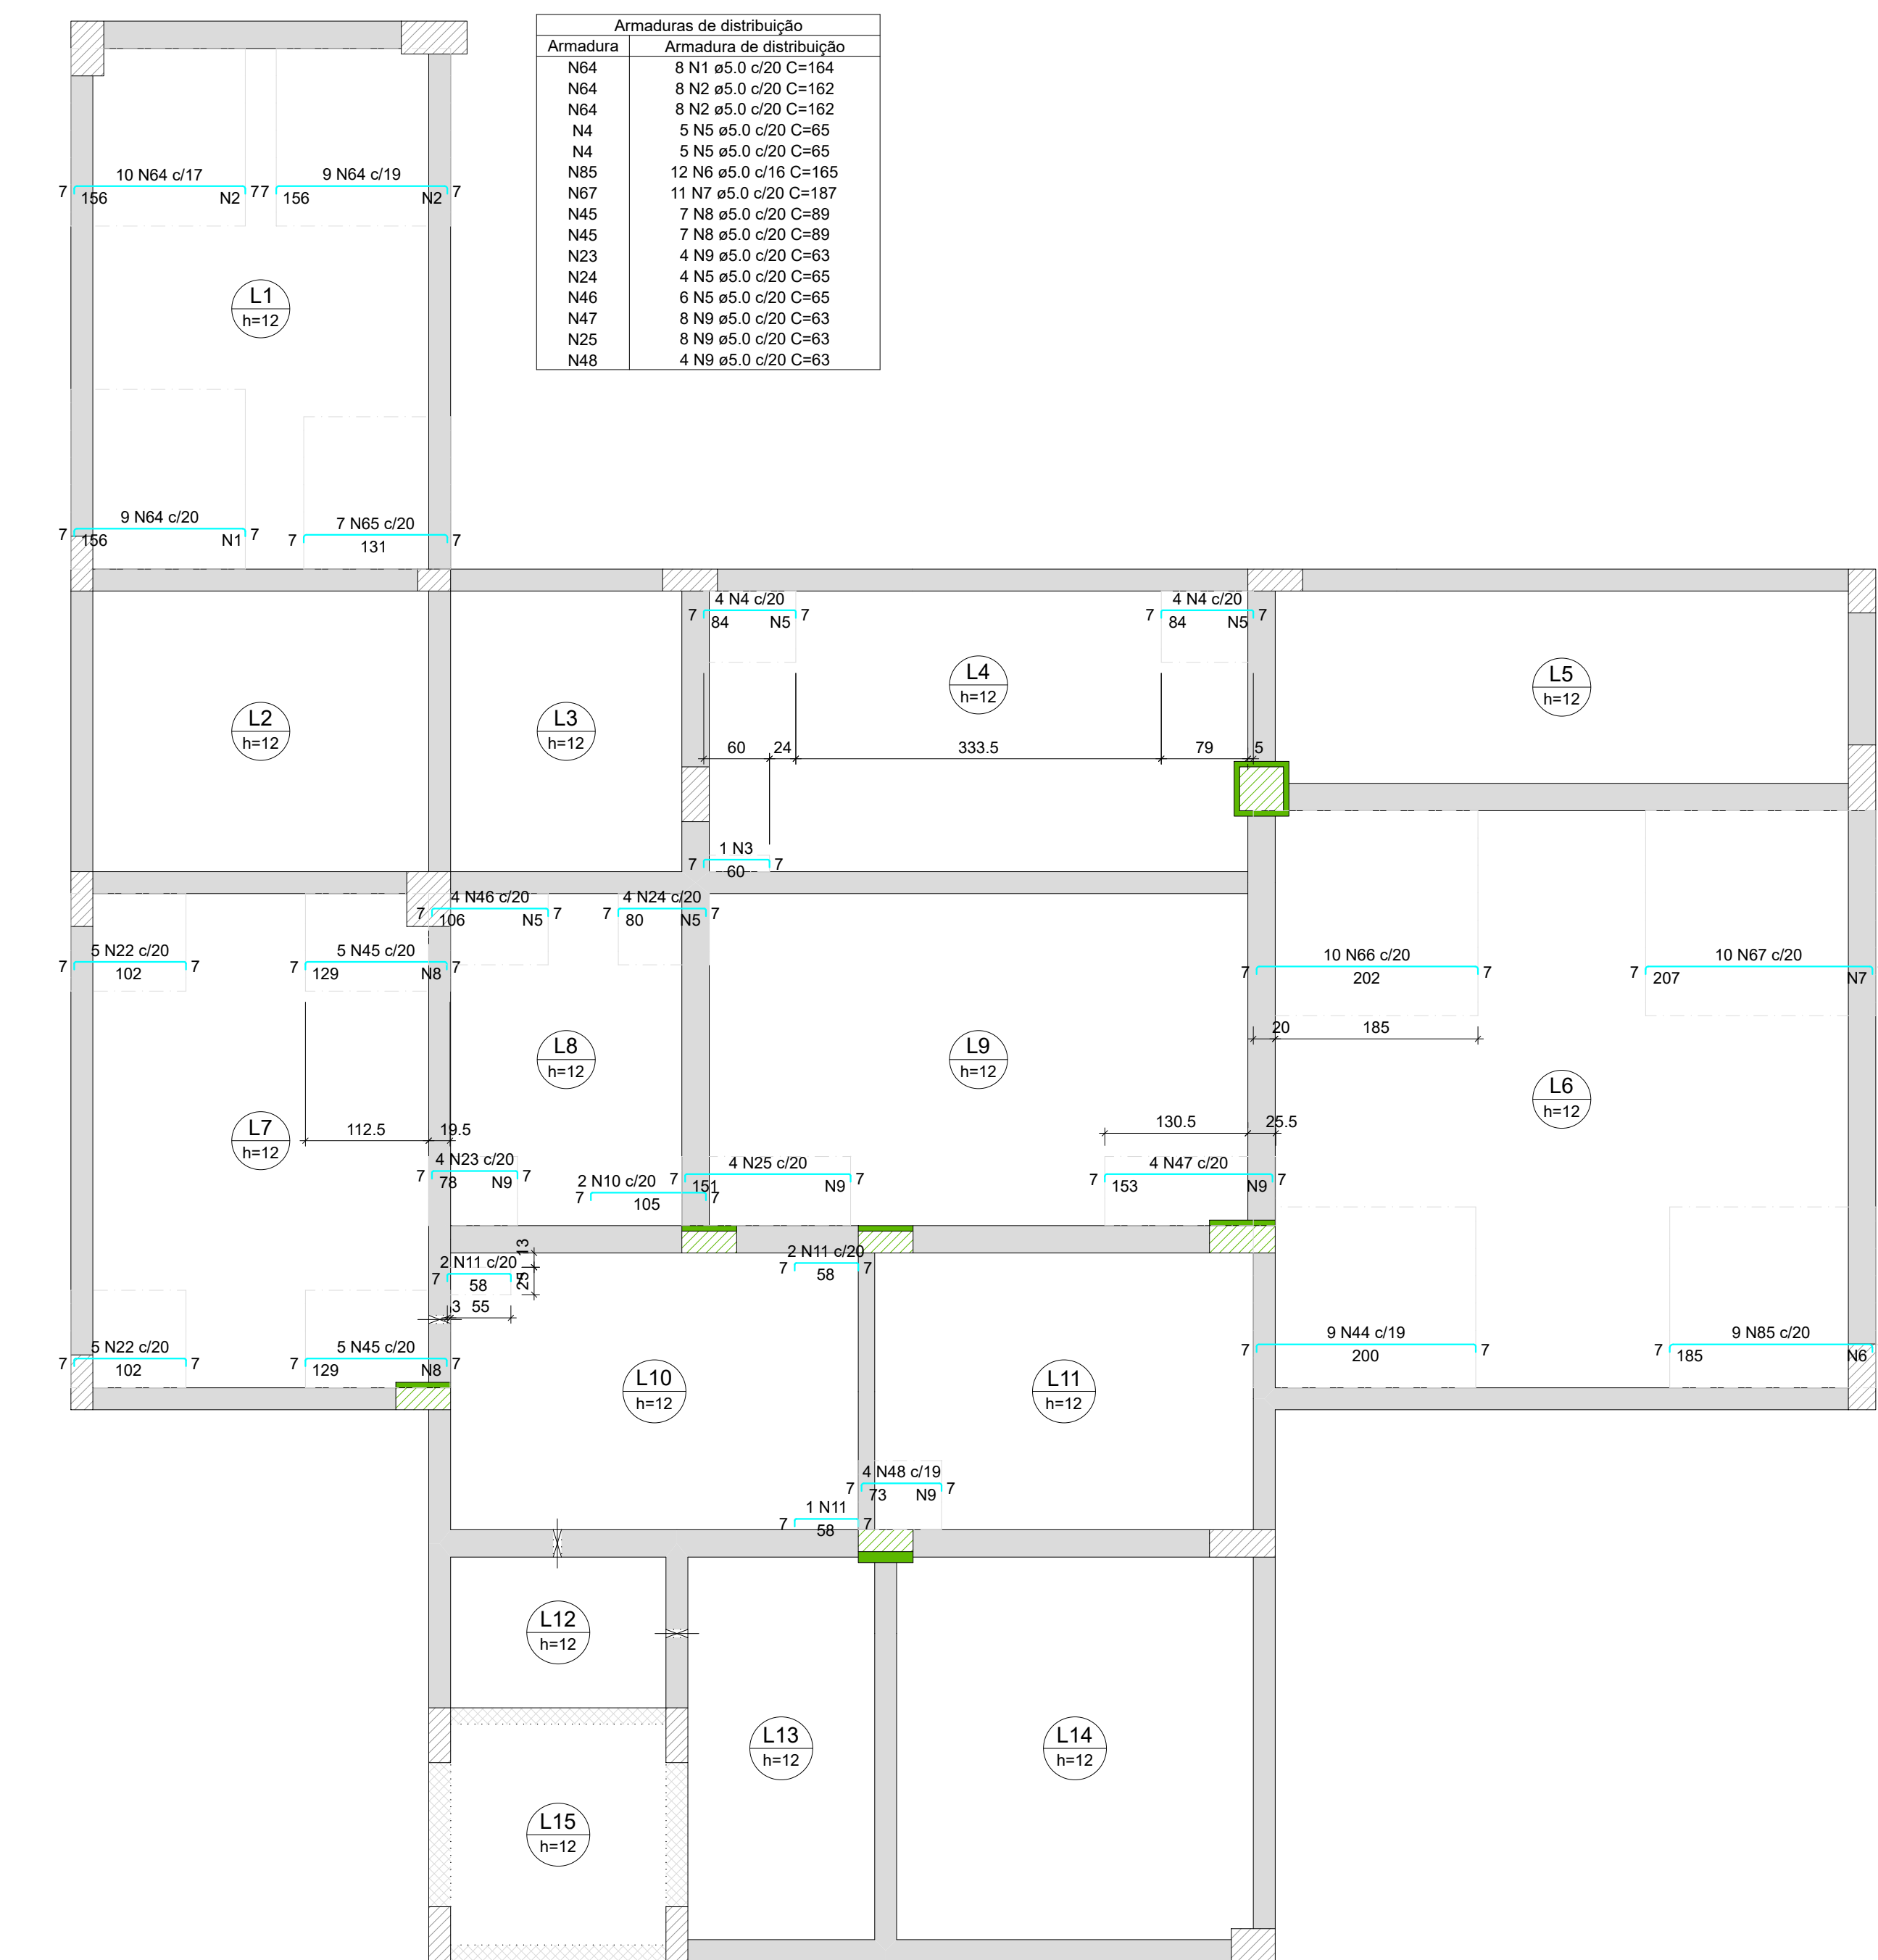 Armaduras de distribuição
Armadura Armadura de distribuição
N64 8 N1 ø5.0 c/20 C=164
N64 8 N2 ø5.0 c/20 C=162
N64 8 N2 ø5.0 c/20 C=162
N4 5 N5 ø5.0 c/20 C=65
N4 5 N5 ø5.0 c/20 C=65
N85 12 N6 ø5.0 c/16 C=165
N67 11 N7 ø5.0 c/20 C=187
N45 7 N8 ø5.0 c/20 C=89
N45 7 N8 ø5.0 c/20 C=89
N23 4 N9 ø5.0 c/20 C=63
N24 4 N5 ø5.0 c/20 C=65
N46 6 N5 ø5.0 c/20 C=65
N47 8 N9 ø5.0 c/20 C=63
N25 8 N9 ø5.0 c/20 C=63
N48 4 N9 ø5.0 c/20 C=63
10 N64 c/17 9 N64 c/19
7 156 N2 7 7 156 N2 7
L1
h=12
9 N64 c/20 7 N65 c/20
7 156 N1 7 7 131 7
4 N4 c/20 4 N4 c/20
7 84 N5 7 7 84 N5 7
L2
h=12
L3
h=12
L4
h=12
L5
h=12
60 24 333.5 79 5
1 N3
7 60 7
4 N46 c/20 4 N24 c/20
7 106 N5 7 7 80 N5 7
5 N22 c/20 5 N45 c/20 10 N66 c/20 10 N67 c/20
7 102 7 7 129 N8 7 7 202 7 7 207 N7
20 185
L8
h=12
L9
h=12
L6
h=12
L7
h=12
112.5 19.5 130.5 25.5
4 N23 c/20 2 N10 c/20 4 N25 c/20 4 N47 c/20
7 78 N9 7 7 105 7 7 151 N9 7 7 153 N9 7
2 N11 c/20 13 2 N11 c/20
7 58 25 7 58 7
3 55
5 N22 c/20 5 N45 c/20 9 N44 c/19 9 N85 c/20
7 102 7 7 129 N8 7 7 200 7 7 185 N6
L10
h=12
L11
h=12
4 N48 c/19
7 73 N9 7
1 N11
7 58 7
L12
h=12
L13
h=12
L14
h=12
L15
h=12